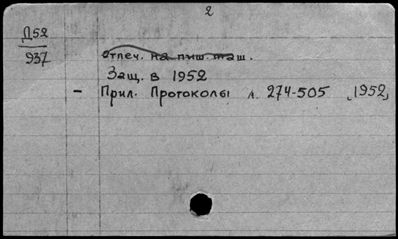 2
Д52
937
отпеч. на пиш. маш.
Защ. в 1952
– Прил. Протоколы л. 274-505 [1952]